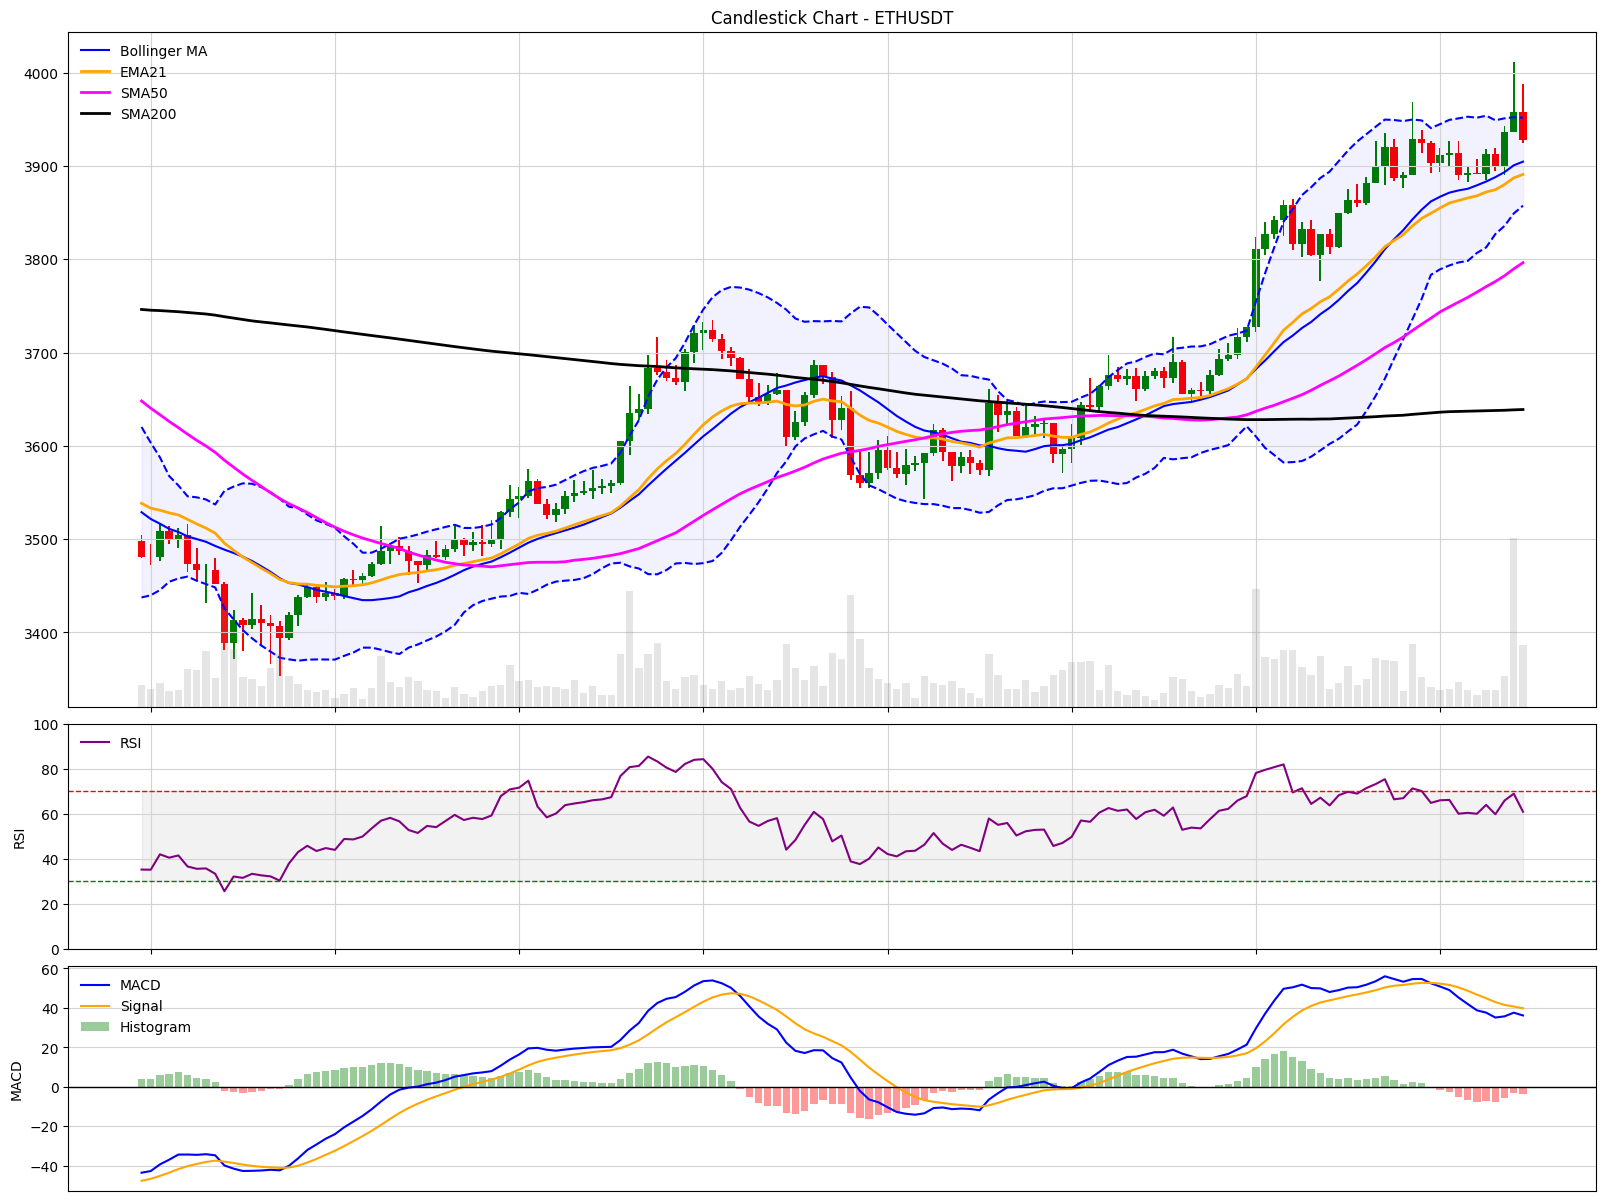 Candlestick Chart - ETHUSDT
Bollinger MA
EMA21
SMA50
SMA200
4000
3900
3800
3700
3600
3500
3400
RSI
100
80
60
40
20
0
RSI
MACD
Signal
Histogram
60
40
20
0
−20
−40
MACD